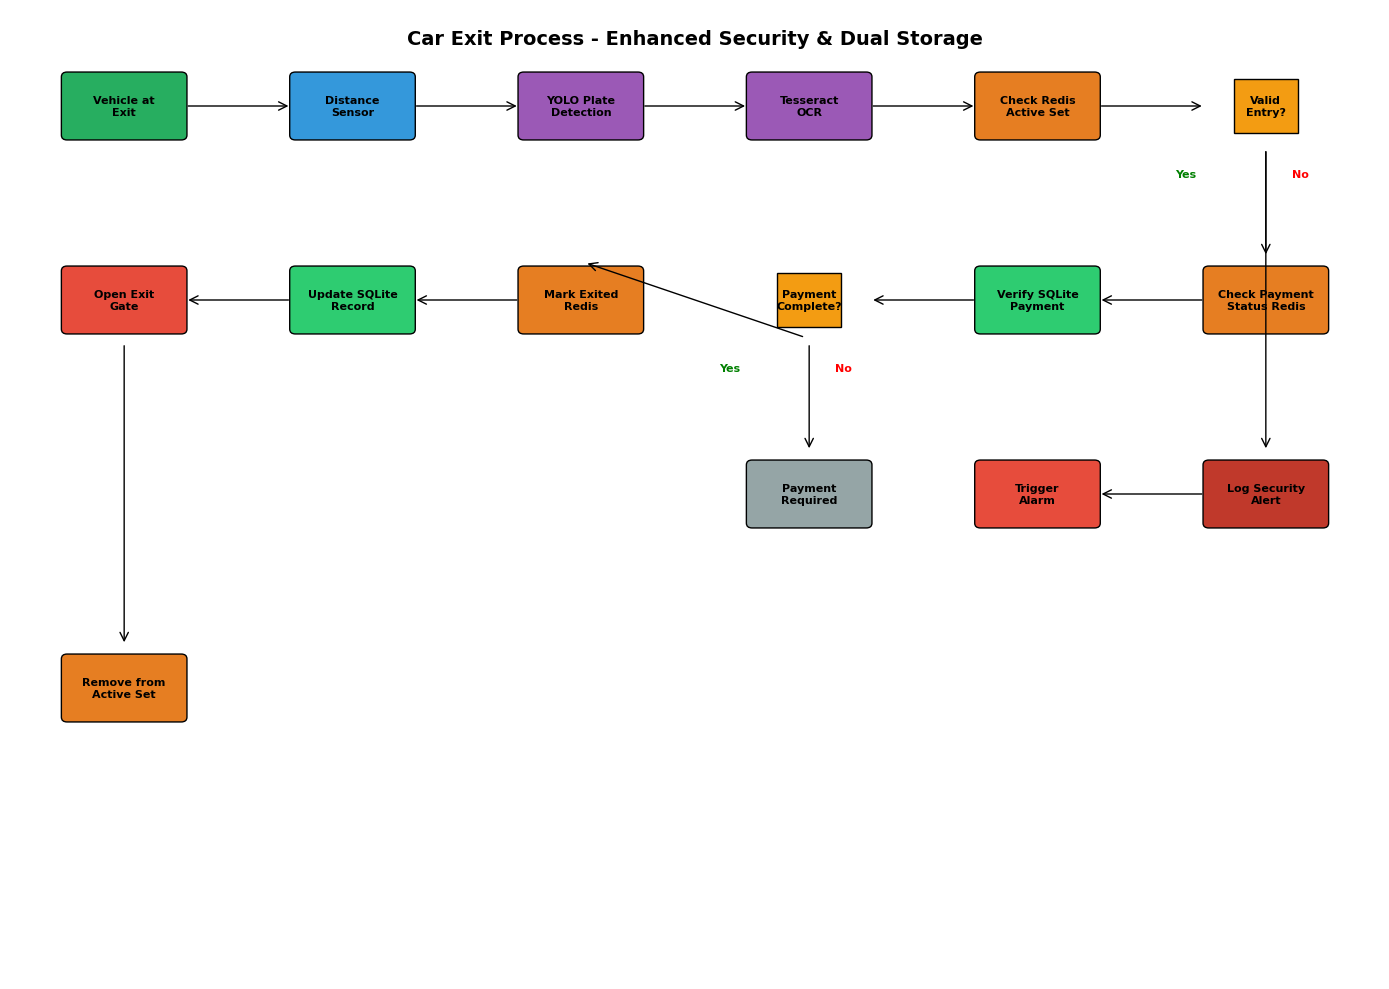 Car Exit Process - Enhanced Security & Dual Storage
Vehicle at
Exit
Distance
Sensor
YOLO Plate
Detection
Tesseract
OCR
Check Redis
Active Set
Valid
Entry?
Yes
No
Open Exit
Gate
Update SQLite
Record
Mark Exited
Redis
Payment
Complete?
Verify SQLite
Payment
Check Payment
Status Redis
Yes
No
Payment
Required
Trigger
Alarm
Log Security
Alert
Remove from
Active Set